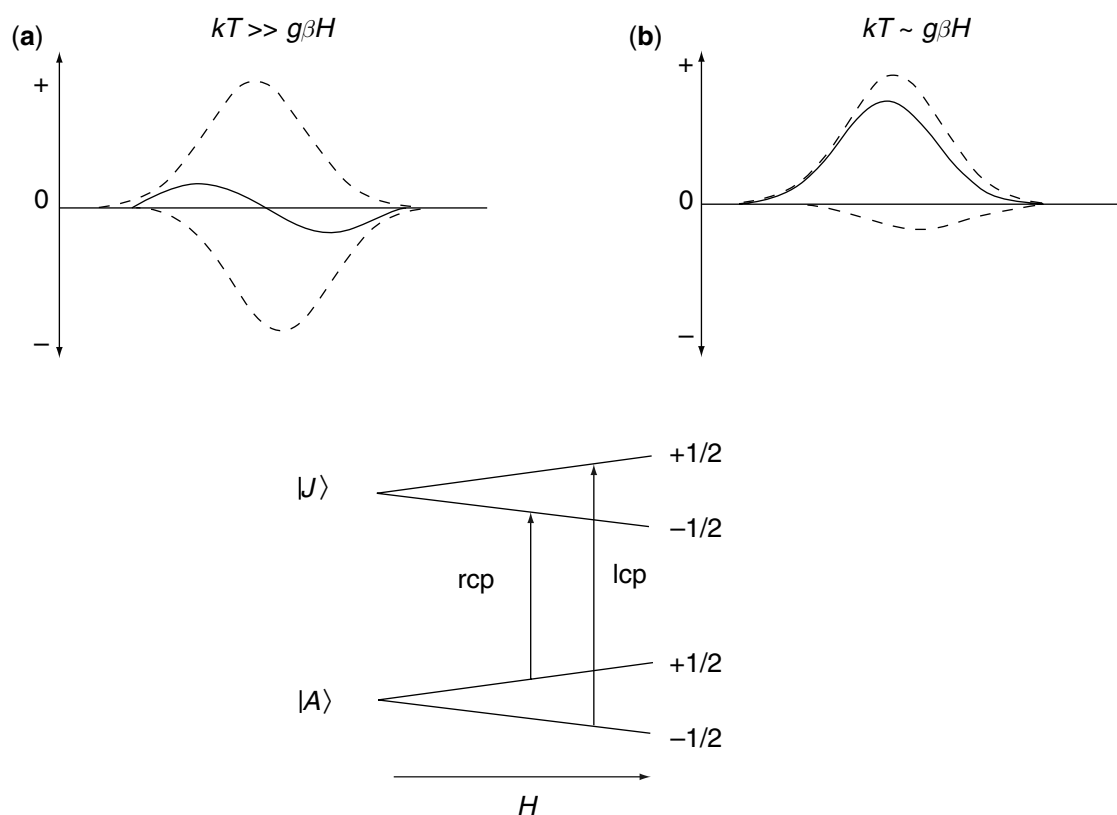 (a) kT >> gβH
+
0
–
(b) kT ~ gβH
+
0
–
|J⟩
+1/2
–1/2
rcp
lcp
|A⟩
+1/2
–1/2
H